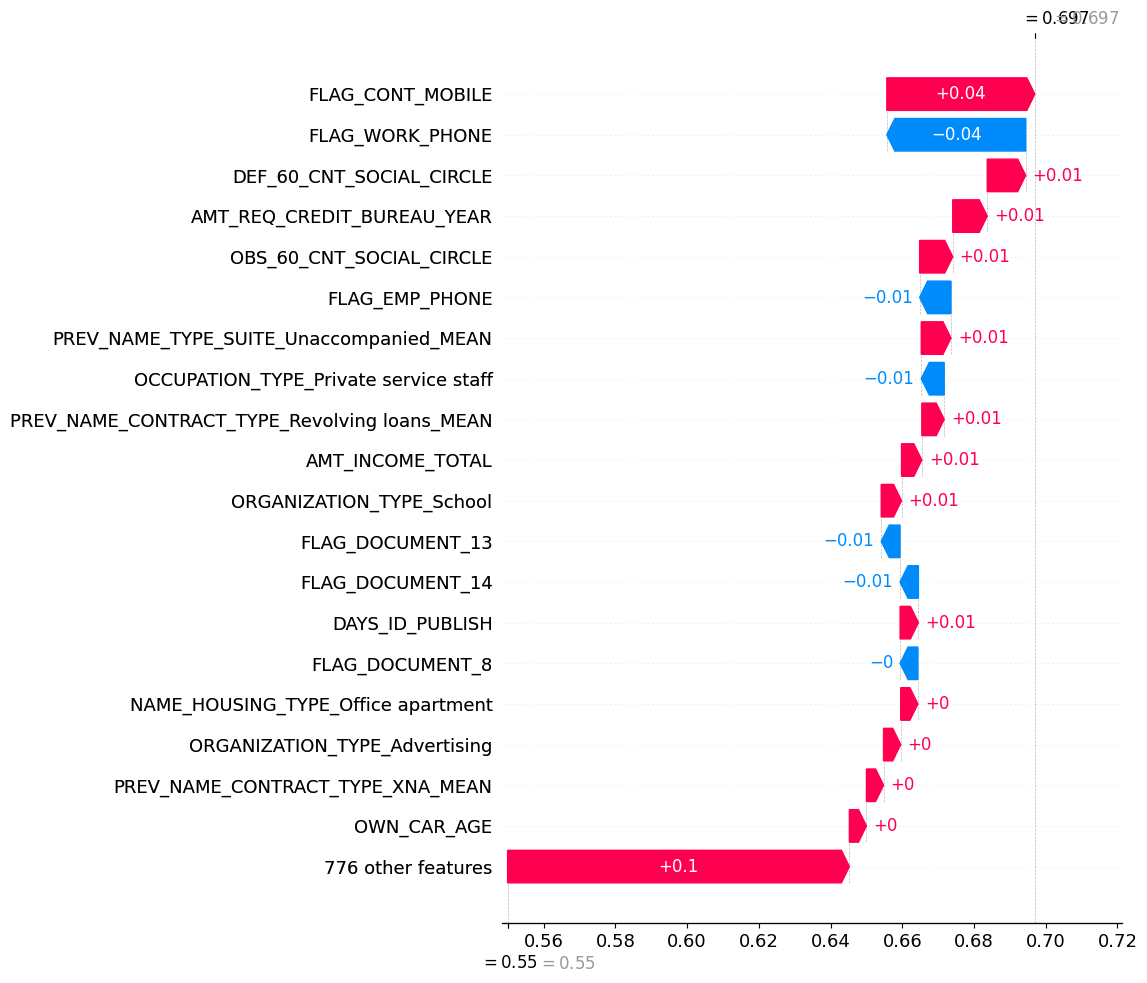 = 0.697 = 0.697
FLAG_CONT_MOBILE +0.04
FLAG_WORK_PHONE −0.04
DEF_60_CNT_SOCIAL_CIRCLE +0.01
AMT_REQ_CREDIT_BUREAU_YEAR +0.01
OBS_60_CNT_SOCIAL_CIRCLE +0.01
FLAG_EMP_PHONE −0.01
PREV_NAME_TYPE_SUITE_Unaccompanied_MEAN +0.01
OCCUPATION_TYPE_Private service staff −0.01
PREV_NAME_CONTRACT_TYPE_Revolving loans_MEAN +0.01
AMT_INCOME_TOTAL +0.01
ORGANIZATION_TYPE_School +0.01
FLAG_DOCUMENT_13 −0.01
FLAG_DOCUMENT_14 −0.01
DAYS_ID_PUBLISH +0.01
FLAG_DOCUMENT_8 −0
NAME_HOUSING_TYPE_Office apartment +0
ORGANIZATION_TYPE_Advertising +0
PREV_NAME_CONTRACT_TYPE_XNA_MEAN +0
OWN_CAR_AGE +0
776 other features +0.1
0.56 0.58 0.60 0.62 0.64 0.66 0.68 0.70 0.72
= 0.55 = 0.55